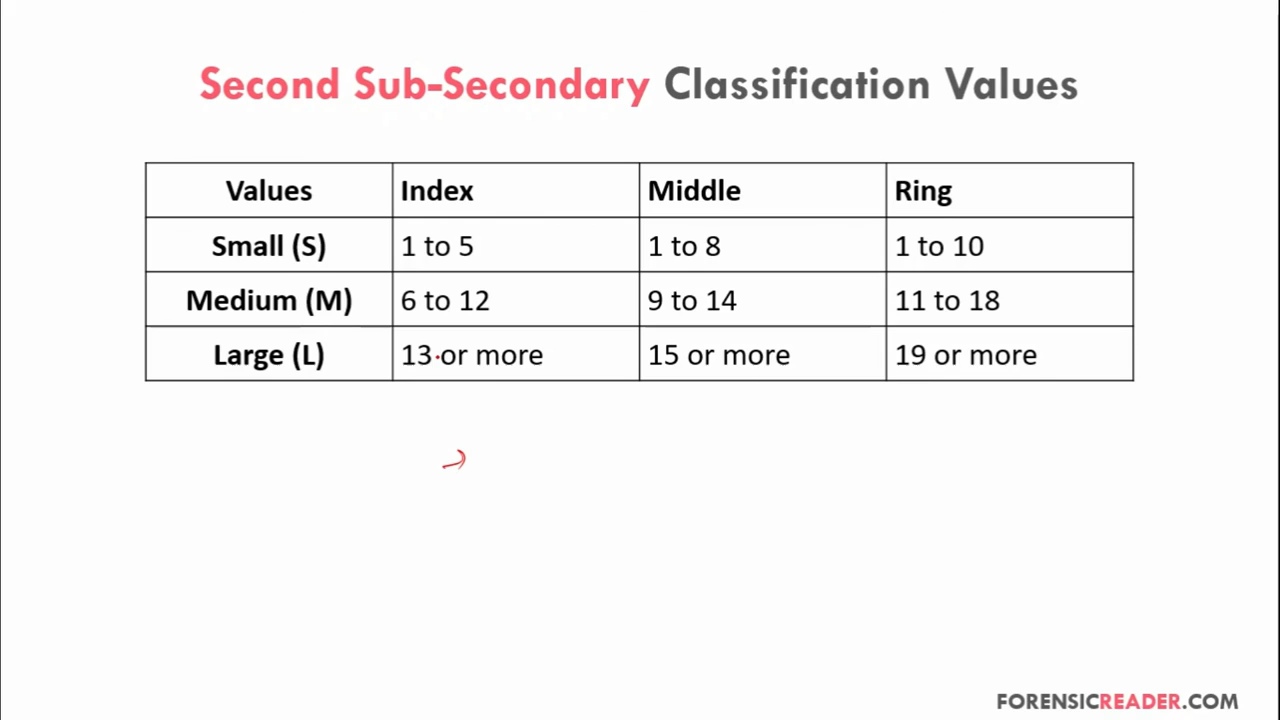 Second Sub-Secondary Classification Values
Values Index Middle Ring
Small (S) 1 to 5 1 to 8 1 to 10
Medium (M) 6 to 12 9 to 14 11 to 18
Large (L) 13 or more 15 or more 19 or more
FORENSICREADER.COM